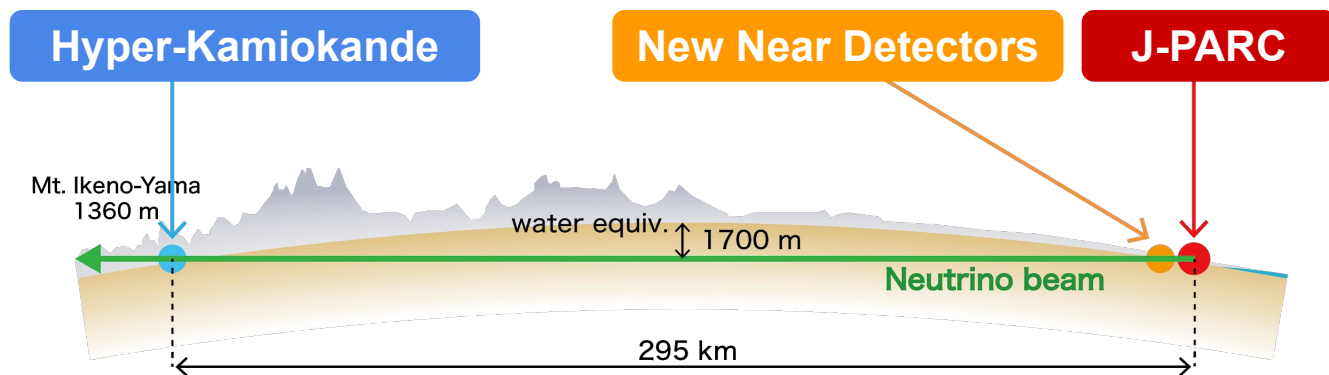 Hyper-Kamiokande
New Near Detectors
J-PARC
Mt. Ikeno-Yama
1360 m
water equiv.
1700 m
Neutrino beam
295 km